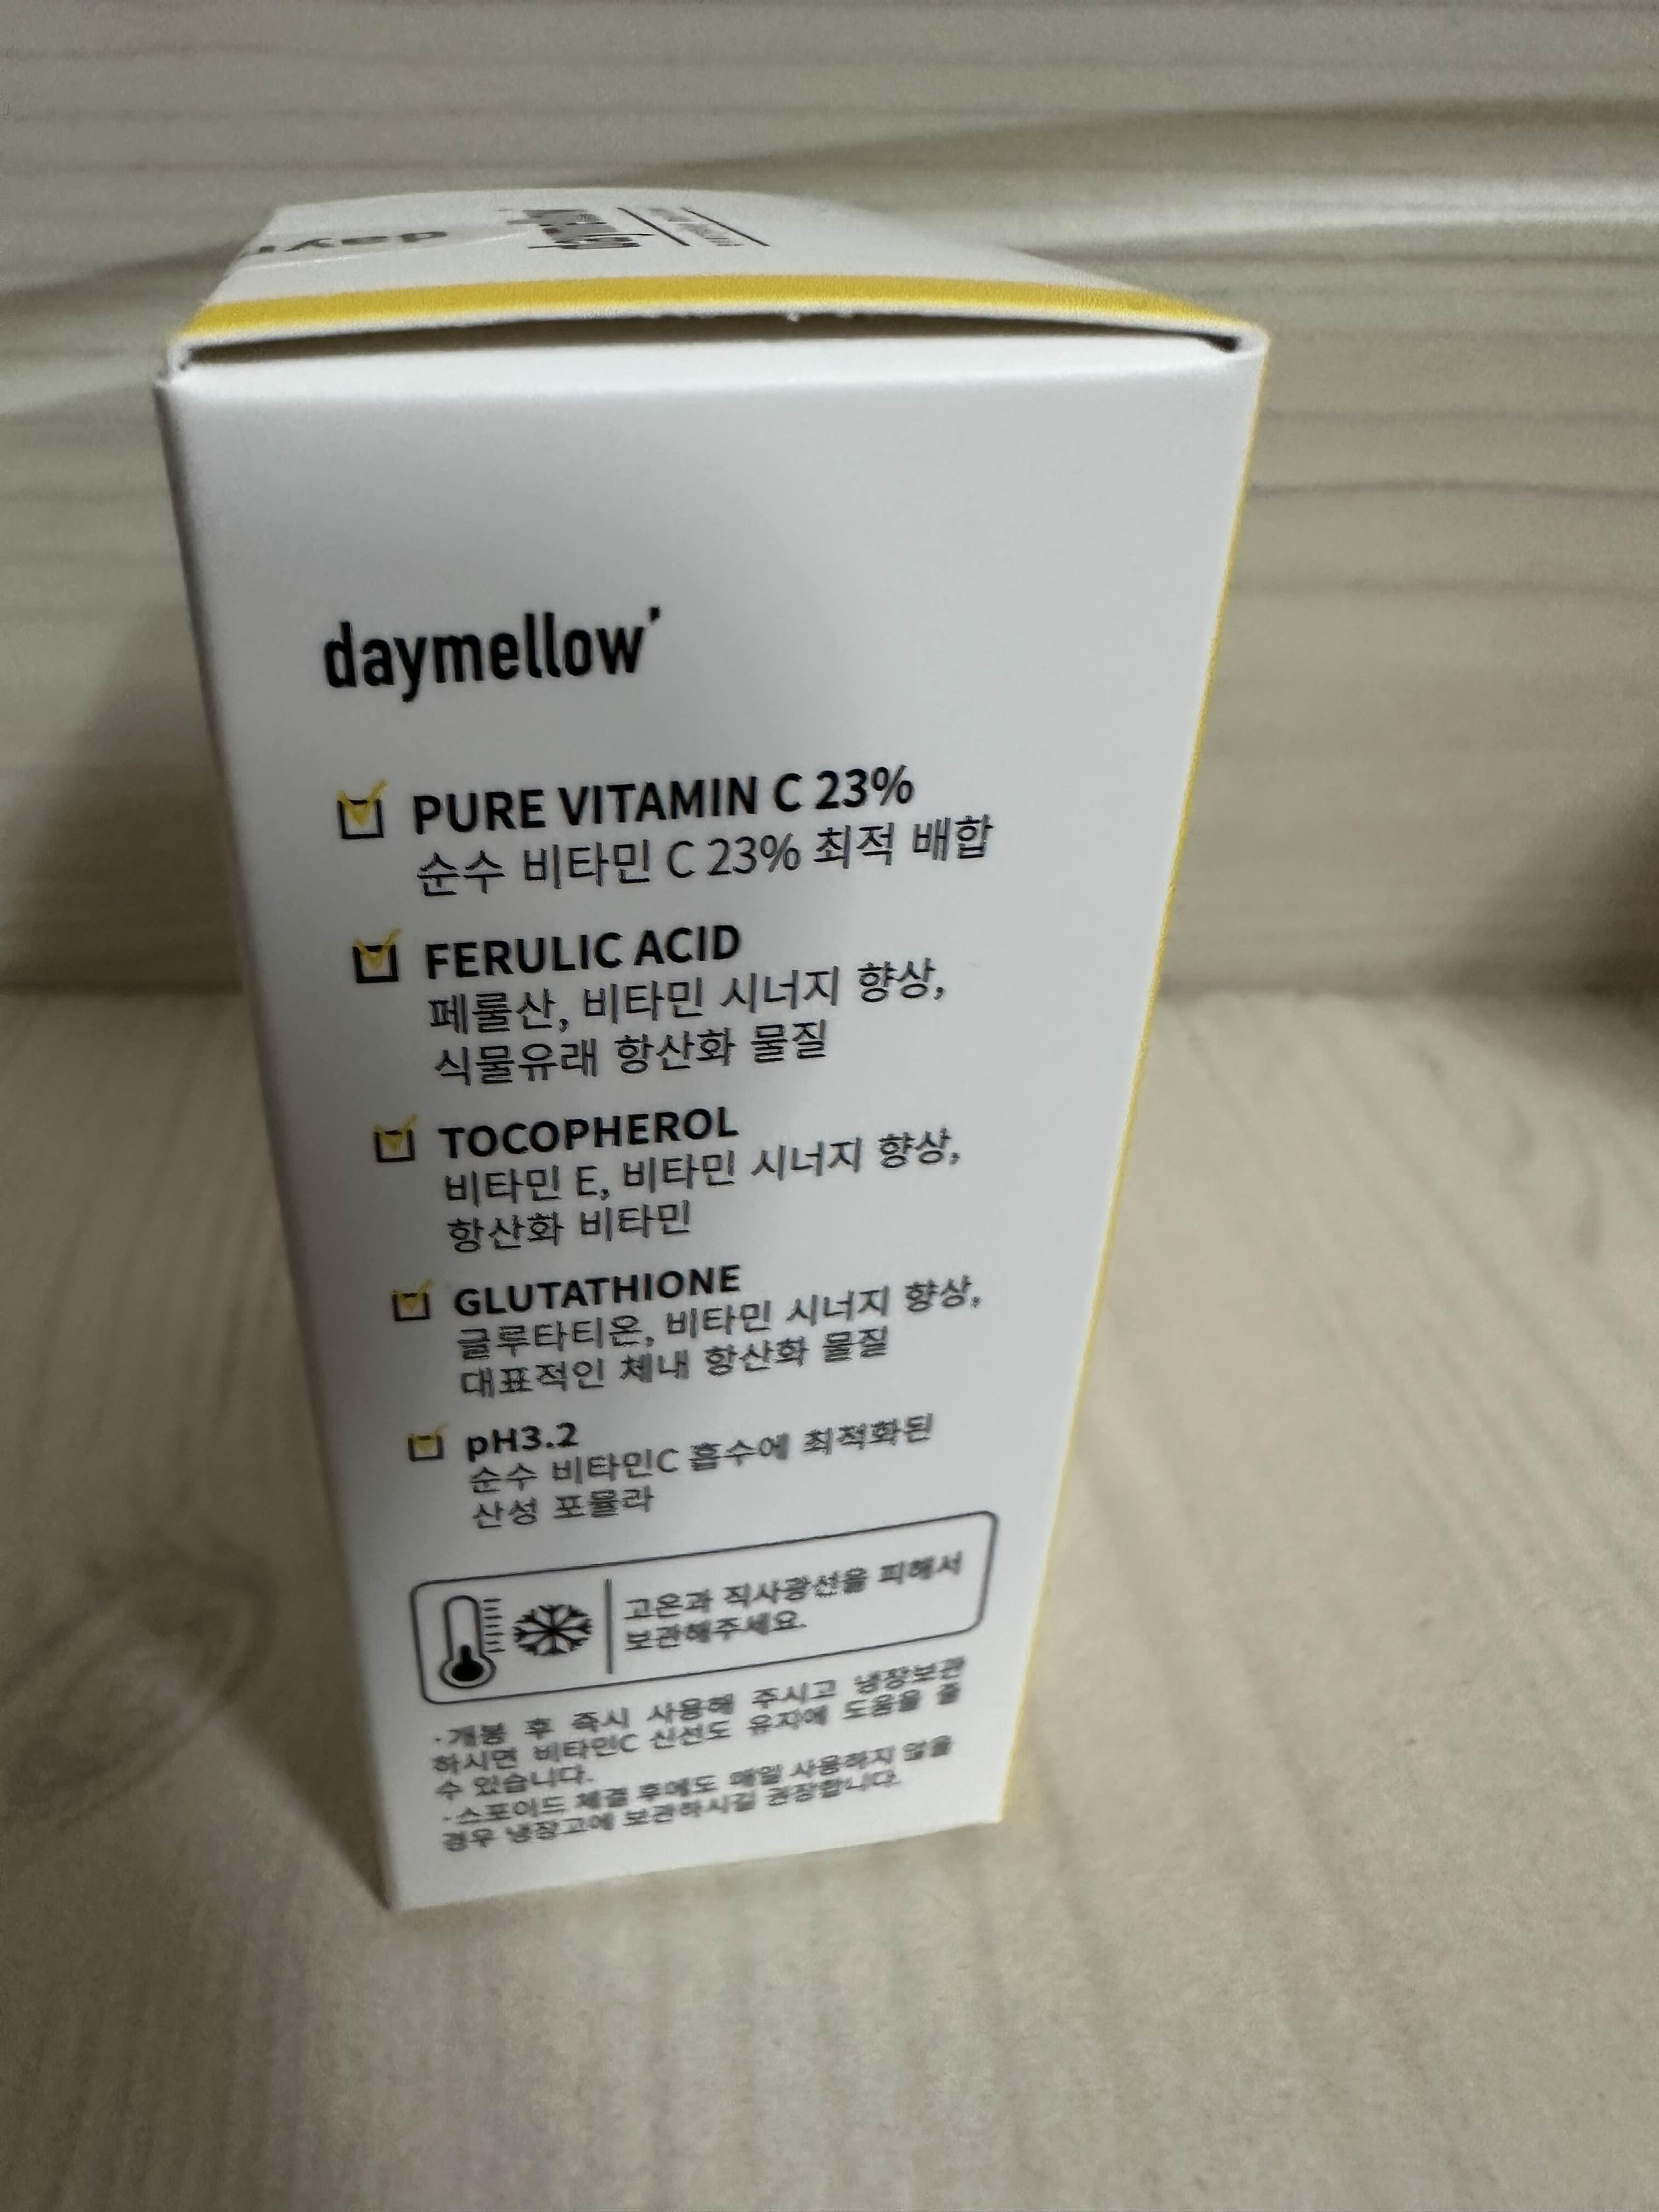 daymellow'
PURE VITAMIN C 23%
순수 비타민 C 23% 최적 배합
FERULIC ACID
페룰산, 비타민 시너지 향상,
식물유래 항산화 물질
TOCOPHEROL
비타민 E, 비타민 시너지 향상,
항산화 비타민
GLUTATHIONE
글루타티온, 비타민 시너지 향상,
대표적인 체내 항산화 물질
pH3.2
순수 비타민C 흡수에 최적화된
산성 포뮬라
고온과 직사광선을 피해서
보관해주세요.
·개봉 후 즉시 사용해 주시고 냉장보관
하시면 비타민C 신선도 유지에 도움을 줄
수 있습니다.
·스포이드 체결 후에도 매일 사용하지 않을
경우 냉장고에 보관하시길 권장합니다.